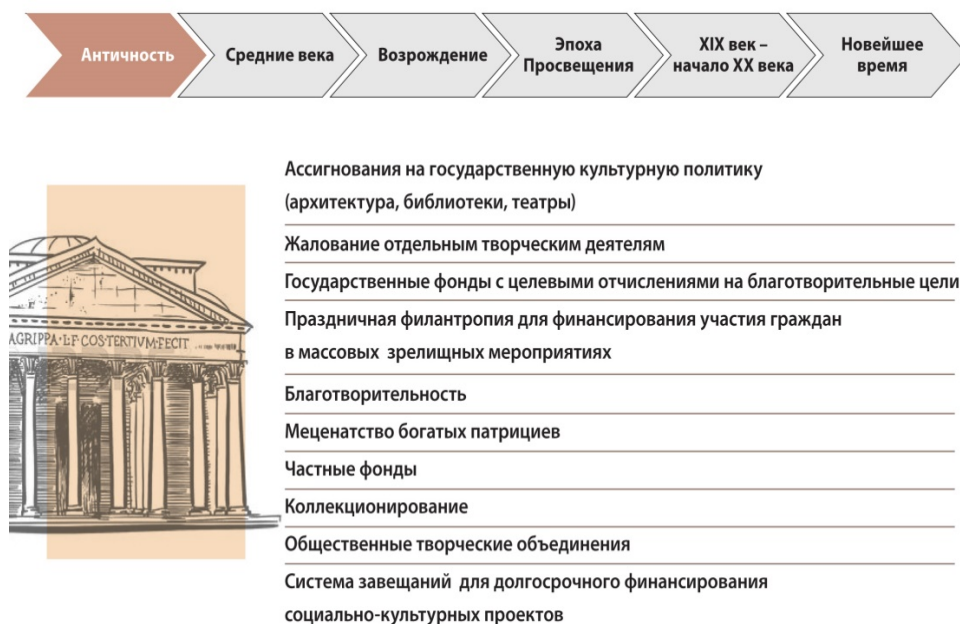 Античность
Средние века
Возрождение
Эпоха
Просвещения
XIX век –
начало XX века
Новейшее
время
Ассигнования на государственную культурную политику
(архитектура, библиотеки, театры)
Жалование отдельным творческим деятелям
Государственные фонды с целевыми отчислениями на благотворительные цели
Праздничная филантропия для финансирования участия граждан
в массовых зрелищных мероприятиях
Благотворительность
Меценатство богатых патрициев
Частные фонды
Коллекционирование
Общественные творческие объединения
Система завещаний для долгосрочного финансирования
социально-культурных проектов
AGRIPPA·L·F·COS·TERTIVM·FECIT